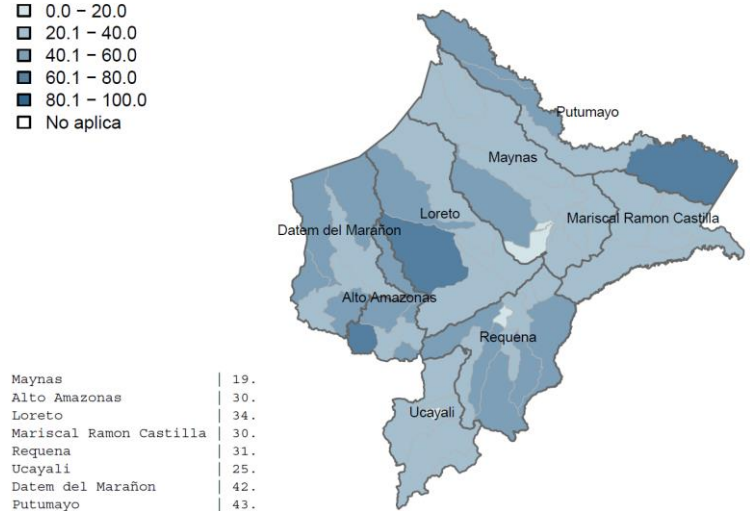 0.0 – 20.0
20.1 – 40.0
40.1 – 60.0
60.1 – 80.0
80.1 – 100.0
No aplica
Putumayo
Maynas
Loreto
Mariscal Ramon Castilla
Datem del Marañon
Alto Amazonas
Requena
Ucayali
Maynas | 19.
Alto Amazonas | 30.
Loreto | 34.
Mariscal Ramon Castilla | 30.
Requena | 31.
Ucayali | 25.
Datem del Marañon | 42.
Putumayo | 43.